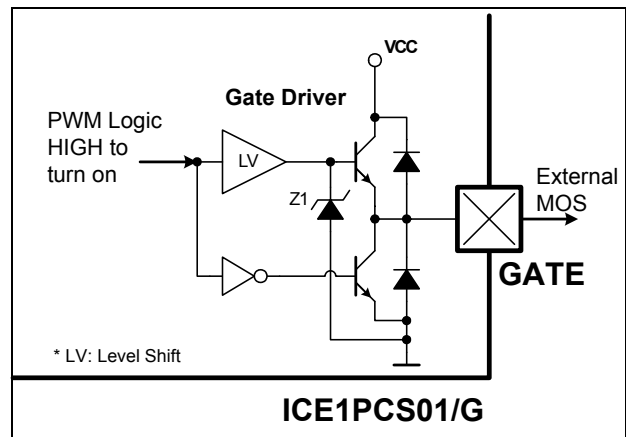 VCC
Gate Driver
PWM Logic
HIGH to
turn on
LV
Z1
External
MOS
GATE
* LV: Level Shift
ICE1PCS01/G